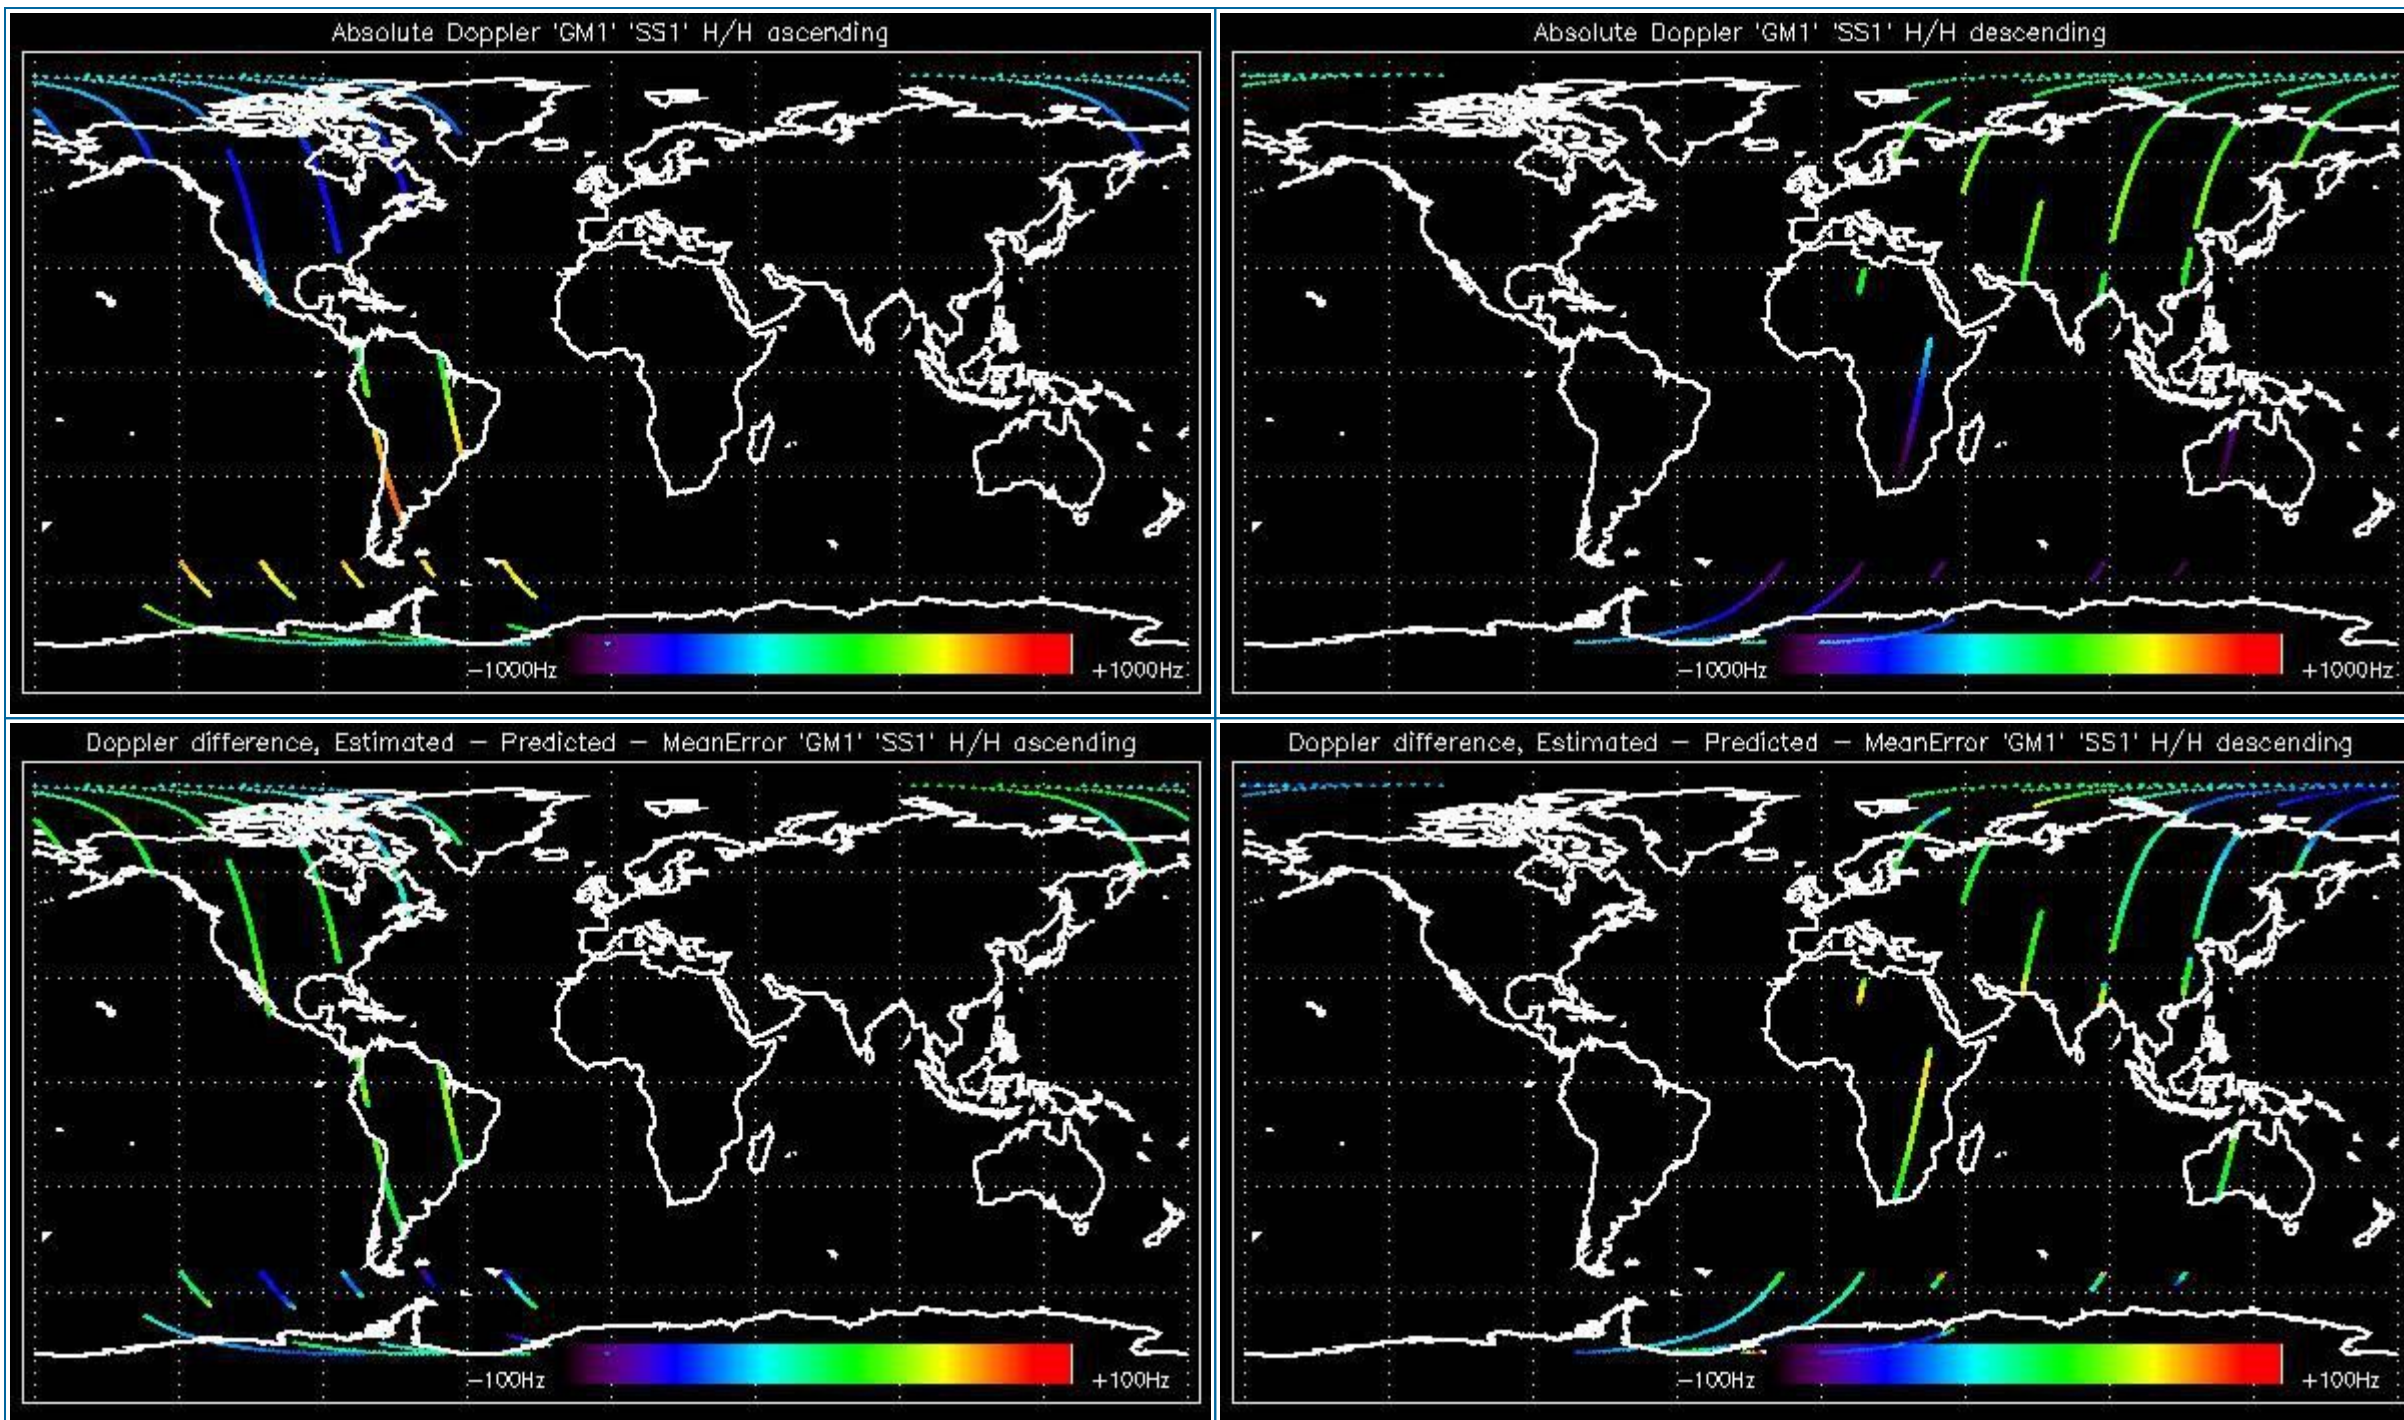 Absolute Doppler 'GM1' 'SS1' H/H ascending
-1000Hz
+1000Hz
Absolute Doppler 'GM1' 'SS1' H/H descending
-1000Hz
+1000Hz
Doppler difference, Estimated - Predicted - MeanError 'GM1' 'SS1' H/H ascending
-100Hz
+100Hz
Doppler difference, Estimated - Predicted - MeanError 'GM1' 'SS1' H/H descending
-100Hz
+100Hz